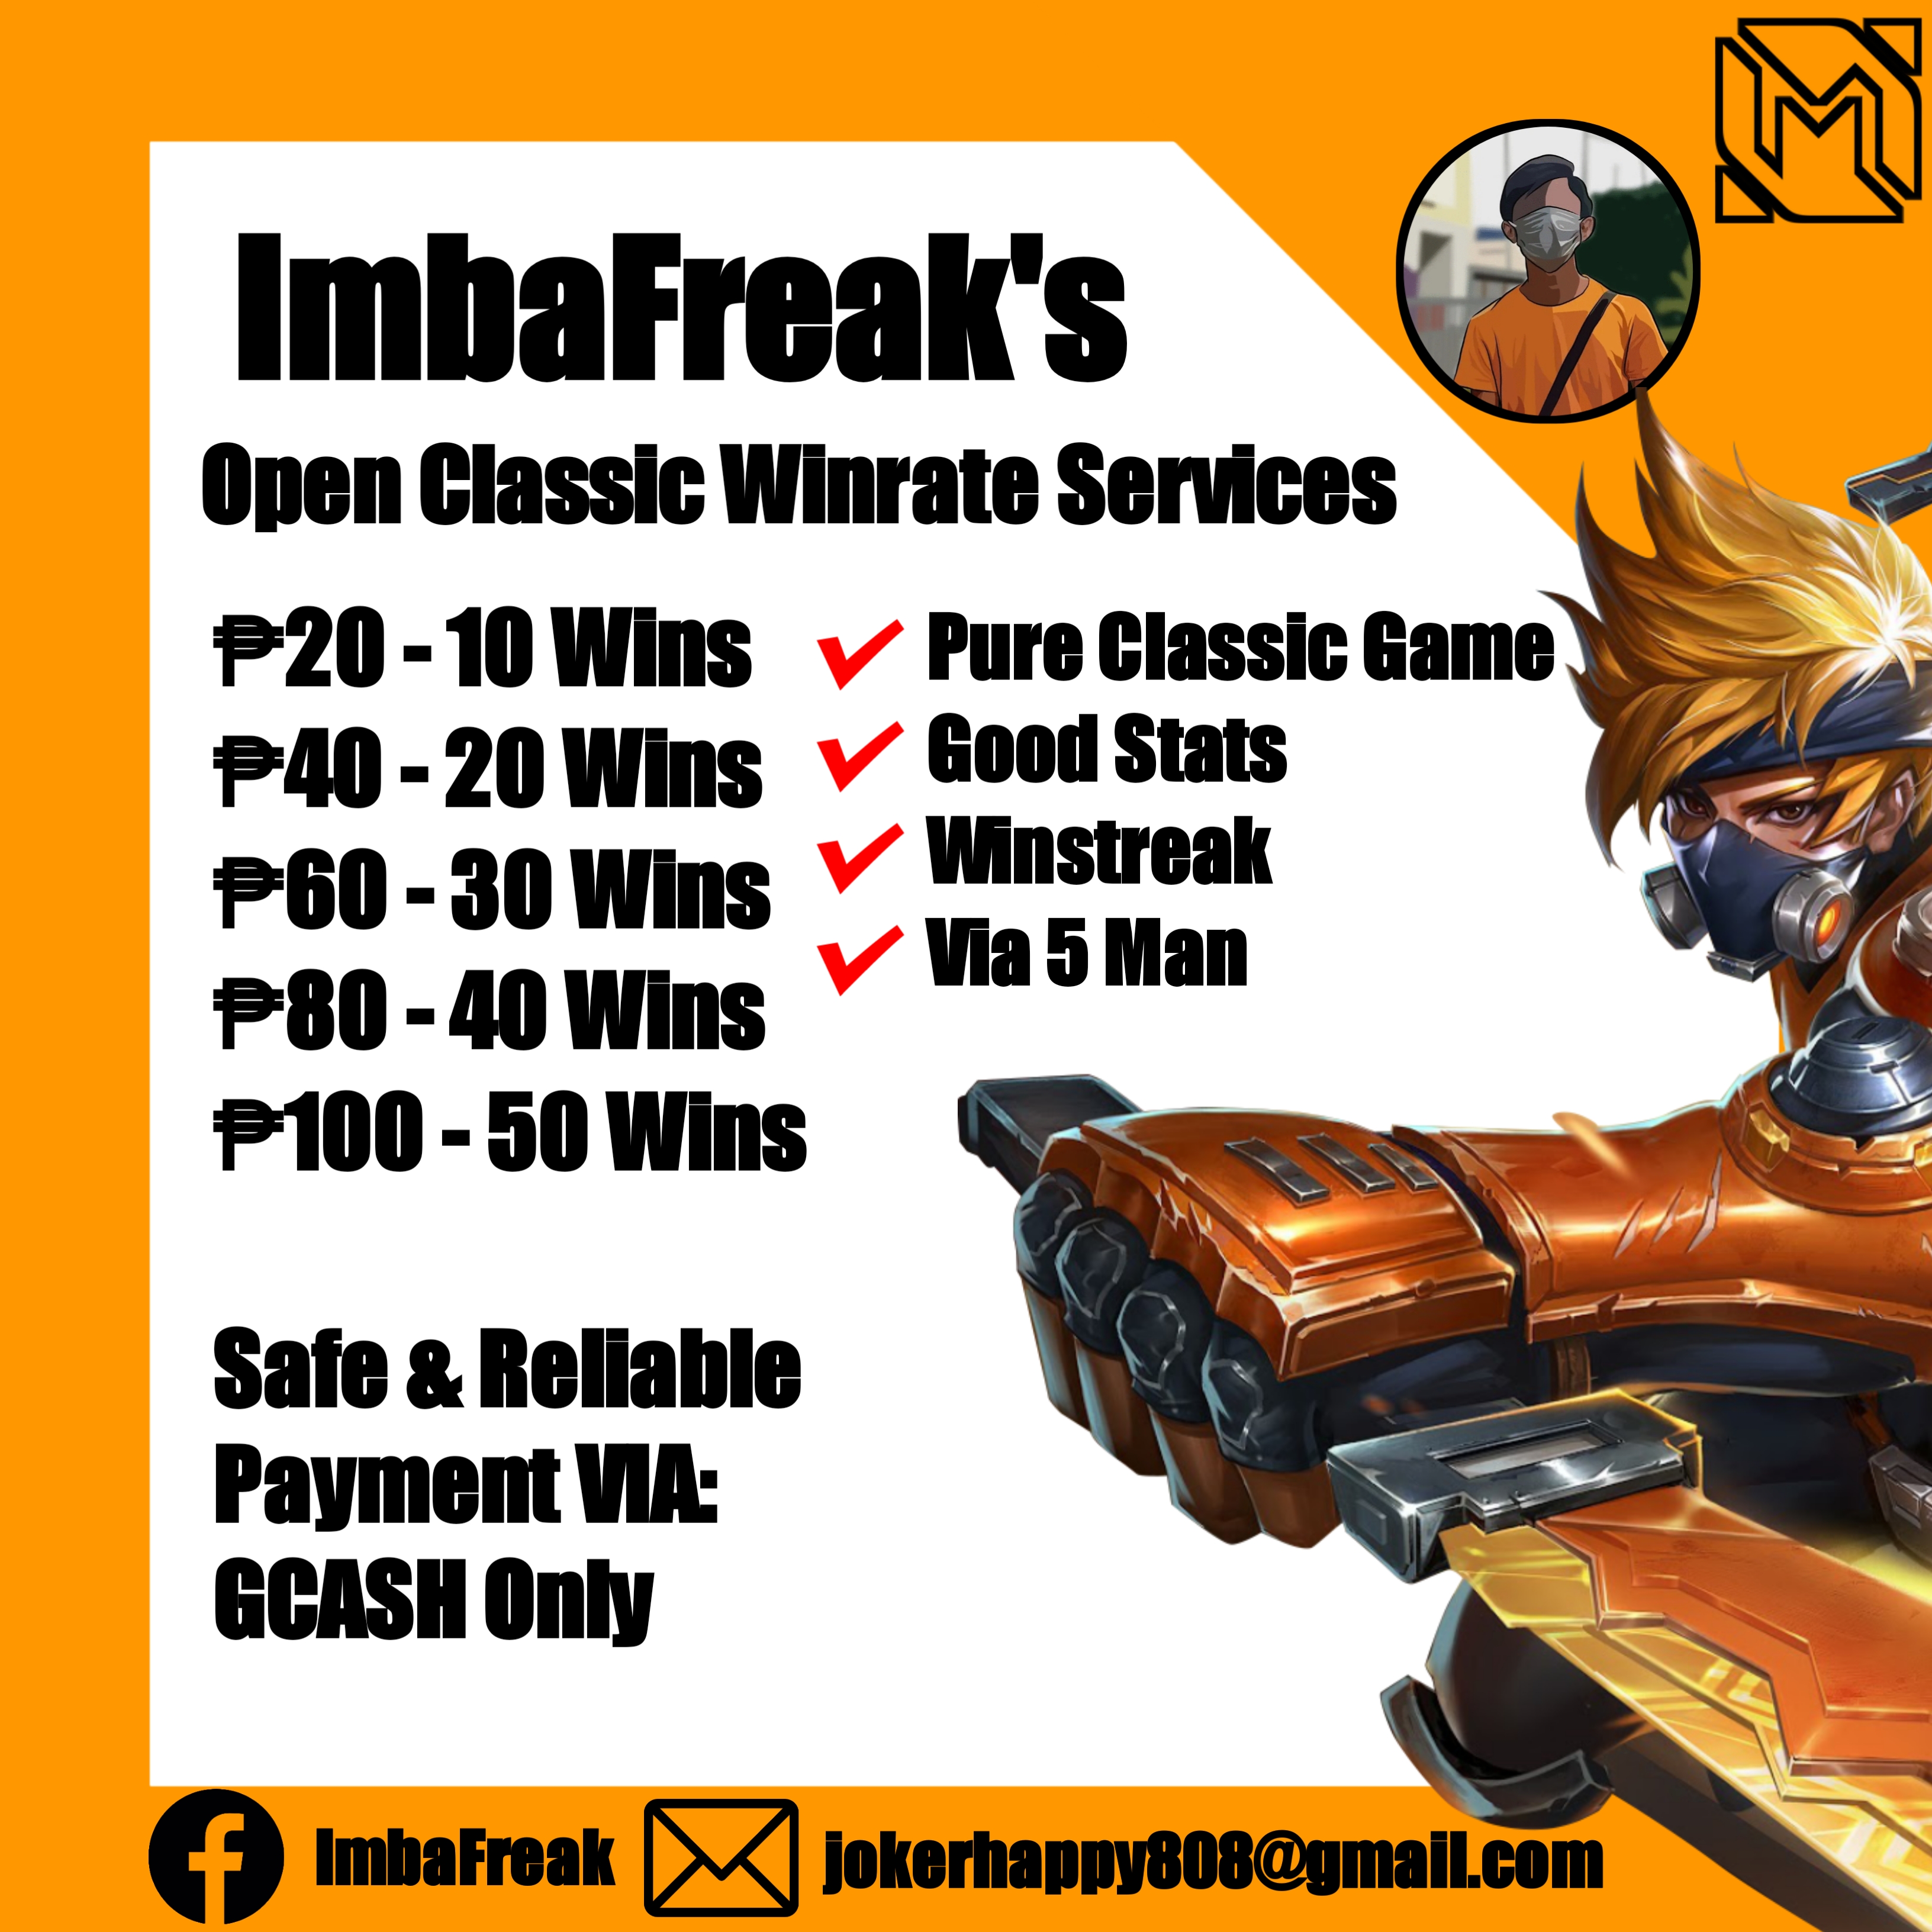 ImbaFreak's
Open Classic Winrate Services
₱20 - 10 Wins
₱40 - 20 Wins
₱60 - 30 Wins
₱80 - 40 Wins
₱100 - 50 Wins
Pure Classic Game
Good Stats
Winstreak
Via 5 Man
Safe & Reliable
Payment VIA:
GCASH Only
ImbaFreak
jokerhappy808@gmail.com